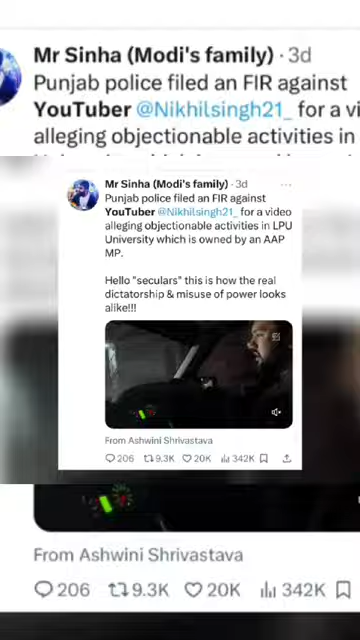 Mr Sinha (Modi's family) · 3d
Punjab police filed an FIR against
YouTuber @Nikhilsingh21_ for a vi
alleging objectionable activities in
Mr Sinha (Modi's family) · 3d ...
Punjab police filed an FIR against
YouTuber @Nikhilsingh21_ for a video
alleging objectionable activities in LPU
University which is owned by an AAP
MP.
Hello "seculars" this is how the real
dictatorship & misuse of power looks
alike!!!
From Ashwini Shrivastava
206 9.3K 20K 342K
From Ashwini Shrivastava
206 9.3K 20K 342K